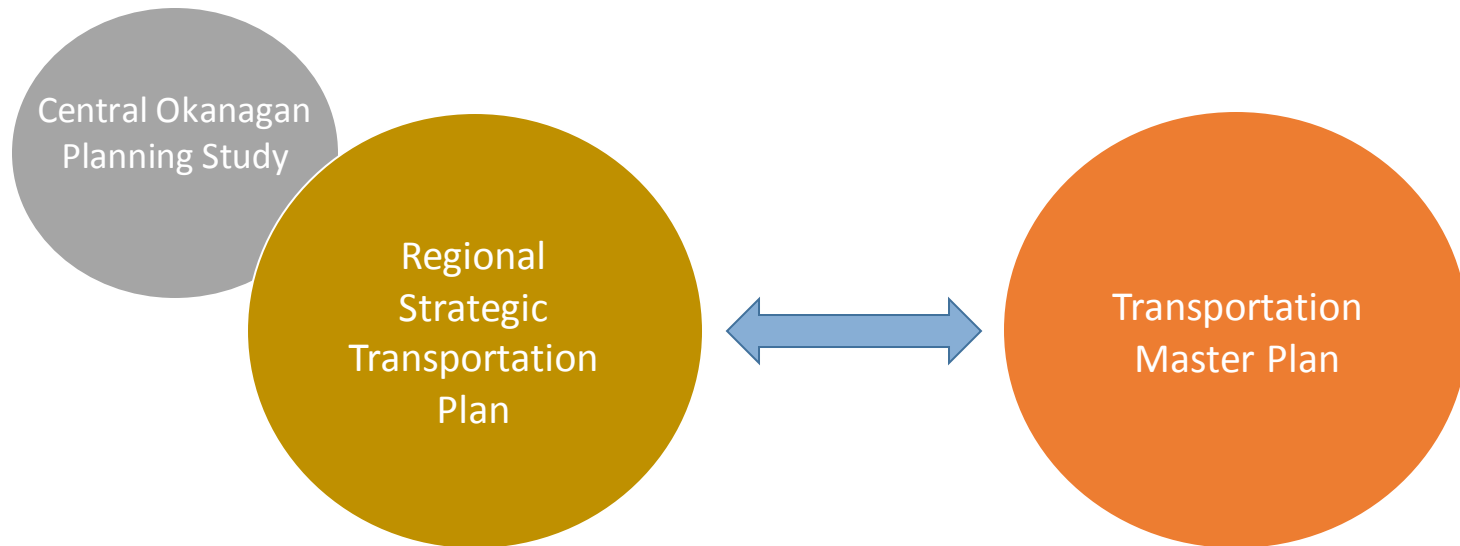 Central Okanagan
Planning Study
Regional
Strategic
Transportation
Plan
Transportation
Master Plan